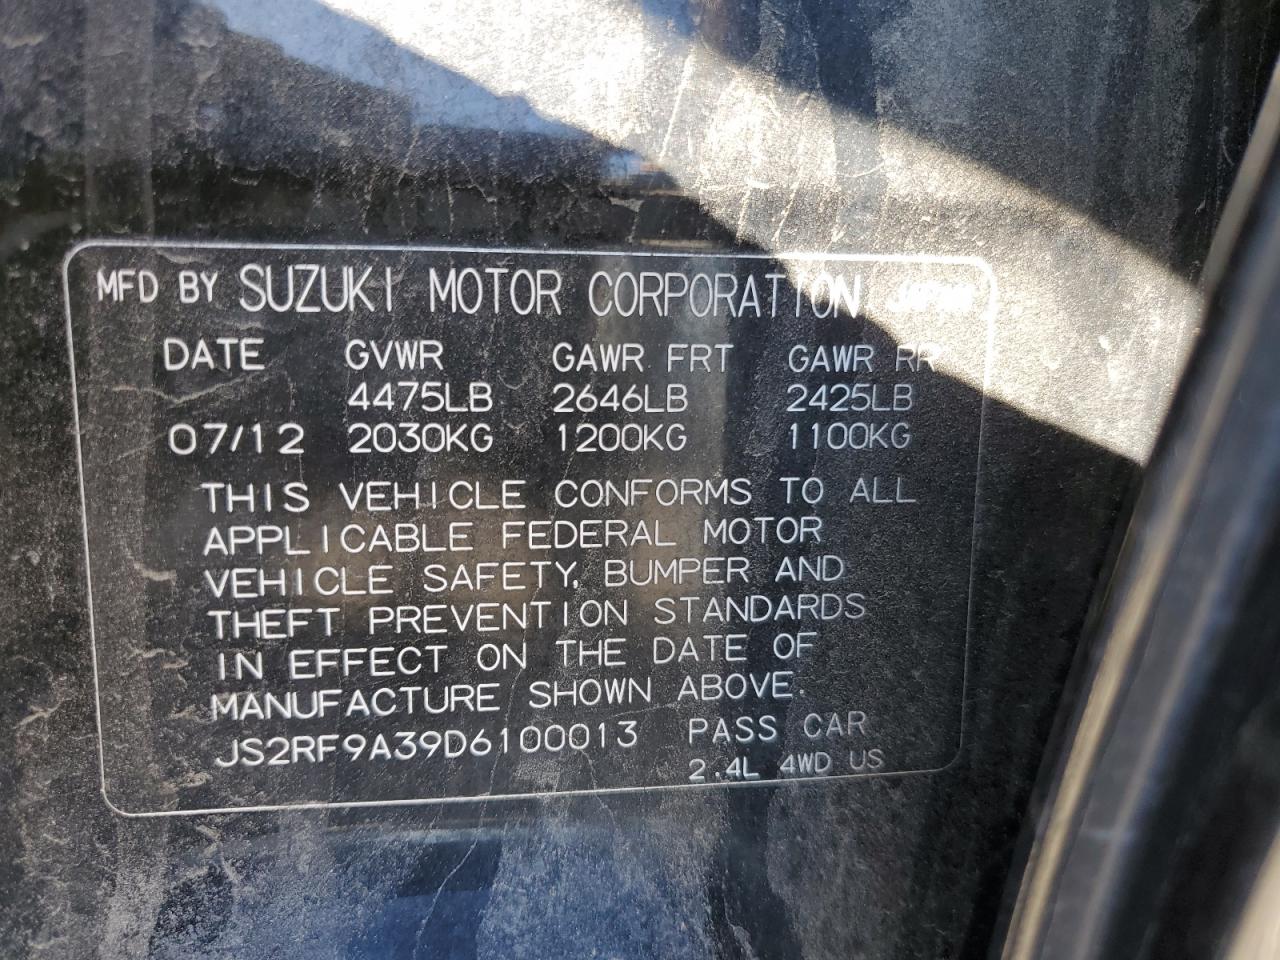 MFD BY SUZUKI MOTOR CORPORATION JAPAN
DATE GVWR GAWR FRT GAWR RR
4475LB 2646LB 2425LB
07/12 2030KG 1200KG 1100KG
THIS VEHICLE CONFORMS TO ALL
APPLICABLE FEDERAL MOTOR
VEHICLE SAFETY, BUMPER AND
THEFT PREVENTION STANDARDS
IN EFFECT ON THE DATE OF
MANUFACTURE SHOWN ABOVE.
JS2RF9A39D6100013 PASS CAR
2.4L 4WD US